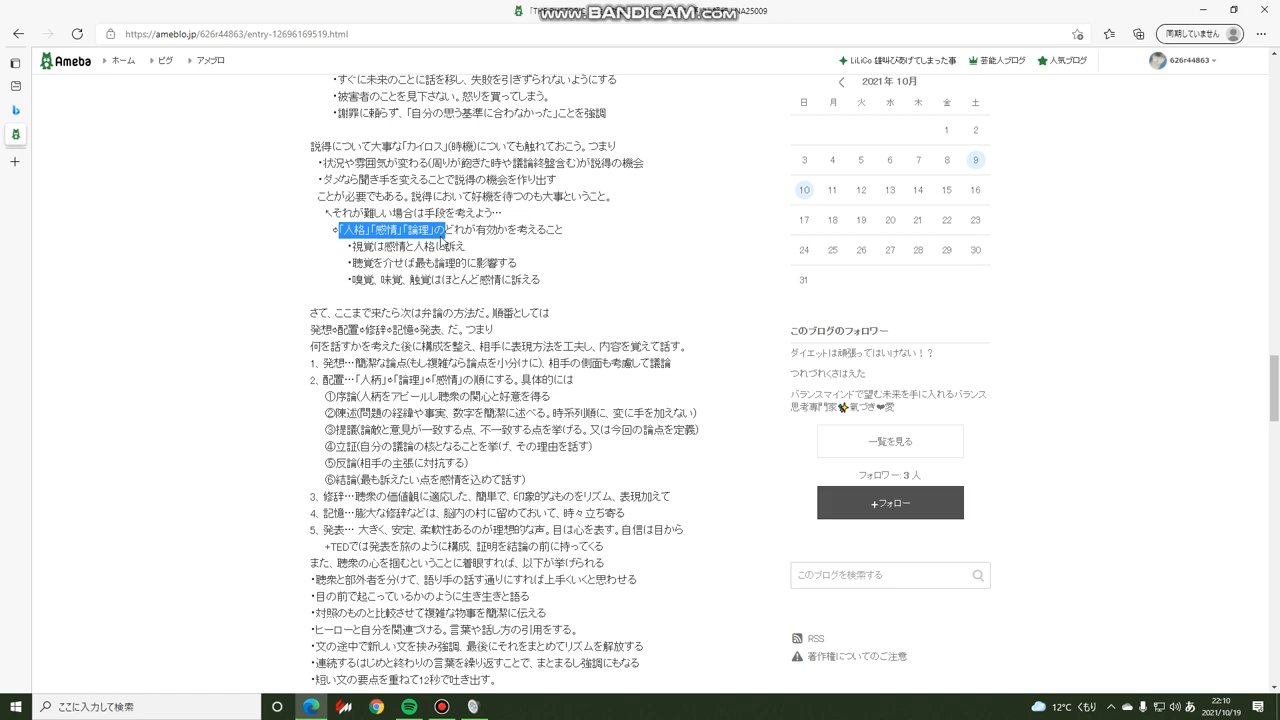 WWW.BANDICAM.COM
NA25009
https://ameblo.jp/626r44863/entry-12696169519.html
同期していません
Ameba
ホーム
ピグ
アメブロ
LiLiCo 雄叫びあげてしまった事
芸能人ブログ
人気ブログ
626r44863
・すぐに未来のことに話を移し、失敗を引きずられないようにする
・被害者のことを見下さない。怒りを買ってしまう。
・謝罪に頼らず、「自分の思う基準に合わなかった」ことを強調
説得について大事な「カイロス」(時機)についても触れておこう。つまり
・状況や雰囲気が変わる(周りが飽きた時や議論終盤含む)が説得の機会
・ダメなら聞き手を変えることで説得の機会を作り出す
ことが必要でもある。説得において好機を待つのも大事ということ。
↖それが難しい場合は手段を考えよう…
⇨「人格」「感情」「論理」のどれが有効かを考えること
・視覚は感情と人格に訴え
・聴覚を介せば最も論理的に影響する
・嗅覚、味覚、触覚はほとんど感情に訴える
さて、ここまで来たら次は弁論の方法だ。順番としては
発想⇨配置⇨修辞⇨記憶⇨発表、だ。つまり
何を話すかを考えた後に構成を整え、相手に表現方法を工夫し、内容を覚えて話す。
1、発想…簡潔な論点(もし複雑なら論点を小分けに)、相手の側面も考慮して議論
2、配置…「人柄」⇨「論理」⇨「感情」の順にする。具体的には
①序論(人柄をアピールし聴衆の関心と好意を得る
②陳述(問題の経緯や事実、数字を簡潔に述べる。時系列順に、変に手を加えない)
③提議(論敵と意見が一致する点、不一致する点を挙げる。又は今回の論点を定義)
④立証(自分の議論の核となることを挙げ、その理由を話す)
⑤反論(相手の主張に対抗する)
⑥結論(最も訴えたい点を感情を込めて話す)
3、修辞…聴衆の価値観に適応した、簡単で、印象的なものをリズム、表現加えて
4、記憶…膨大な修辞などは、脳内の村に留めておいて、時々立ち寄る
5、発表… 大きく、安定、柔軟性あるのが理想的な声。目は心を表す。自信は目から
+TEDでは発表を旅のように構成、証明を結論の前に持ってくる
また、聴衆の心を掴むということに着眼すれば、以下が挙げられる
・聴衆と部外者を分けて、語り手の話す通りにすれば上手くいくと思わせる
・目の前で起こっているかのように生き生きと語る
・対照のものと比較させて複雑な物事を簡潔に伝える
・ヒーローと自分を関連づける。言葉や話し方の引用をする。
・文の途中で新しい文を挟み強調、最後にそれをまとめてリズムを解放する
・連続するはじめと終わりの言葉を繰り返すことで、まとまるし強調にもなる
・短い文の要点を重ねて12秒で吐き出す。
2021年 10月
日 月 火 水 木 金 土
1 2
3 4 5 6 7 8 9
10 11 12 13 14 15 16
17 18 19 20 21 22 23
24 25 26 27 28 29 30
31
このブログのフォロワー
ダイエットは頑張ってはいけない！？
つれづれくさはえた
バランスマインドで望む未来を手に入れるバランス
思考専門家🌠氣づき❤愛
一覧を見る
フォロワー: 3 人
+フォロー
このブログを検索する
RSS
著作権についてのご注意
ここに入力して検索
12℃ くもり
22:10
2021/10/19